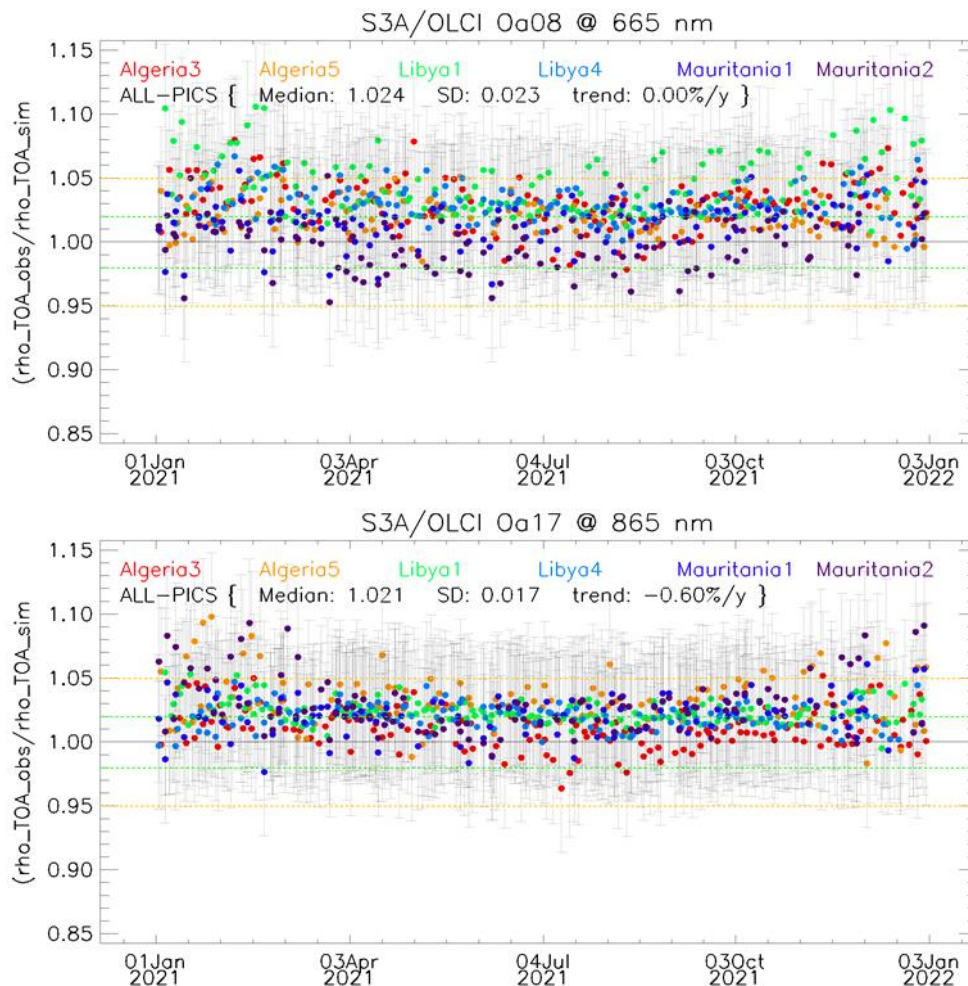 S3A/OLCI Oa08 @ 665 nm
(rho_TOA_obs/rho_TOA_sim
1.15
1.10
1.05
1.00
0.95
0.90
0.85
Algeria3 Algeria5 Libya1 Libya4 Mauritania1 Mauritania2
ALL-PICS { Median: 1.024 SD: 0.023 trend: 0.00%/y }
01Jan 03Apr 04Jul 03Oct 03Jan
2021 2021 2021 2021 2022
S3A/OLCI Oa17 @ 865 nm
(rho_TOA_obs/rho_TOA_sim
1.15
1.10
1.05
1.00
0.95
0.90
0.85
Algeria3 Algeria5 Libya1 Libya4 Mauritania1 Mauritania2
ALL-PICS { Median: 1.021 SD: 0.017 trend: -0.60%/y }
01Jan 03Apr 04Jul 03Oct 03Jan
2021 2021 2021 2021 2022